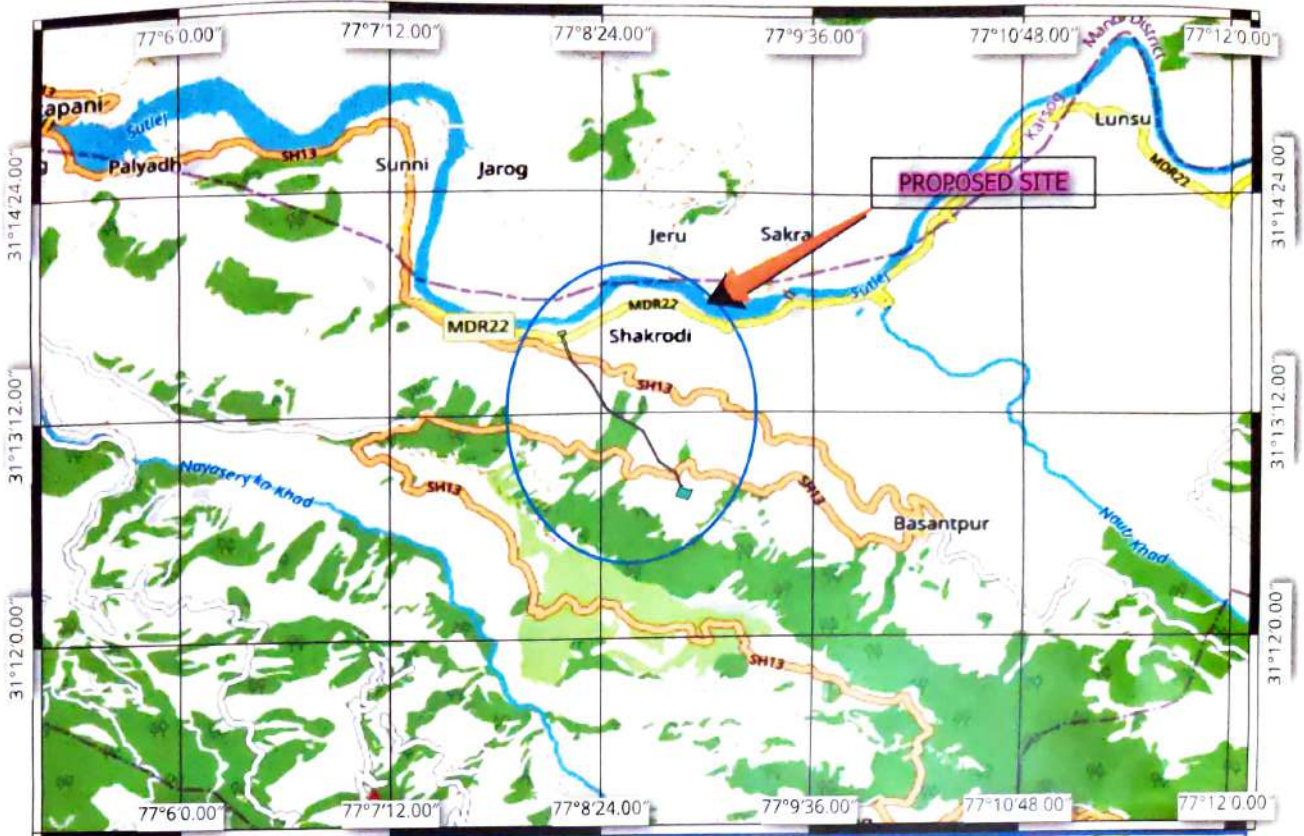 77°6'0.00"
77°7'12.00"
77°8'24.00"
77°9'36.00"
77°10'48.00"
77°12'0.00"
Mandi District
apani
Sutlej
Karsog
Lunsu
Palyadh
SH13
Sunni
Jarog
MDR22
31°14'24.00"
PROPOSED SITE
31°14'24.00"
Jeru
Sakra
MDR22
Sutlej
MDR22
Shakrodi
SH13
31°13'12.00"
31°13'12.00"
Nayasery ka Khad
SH13
SH13
Basantpur
Nauti Khad
31°12'0.00"
31°12'0.00"
SH13
77°6'0.00"
77°7'12.00"
77°8'24.00"
77°9'36.00"
77°10'48.00"
77°12'0.00"